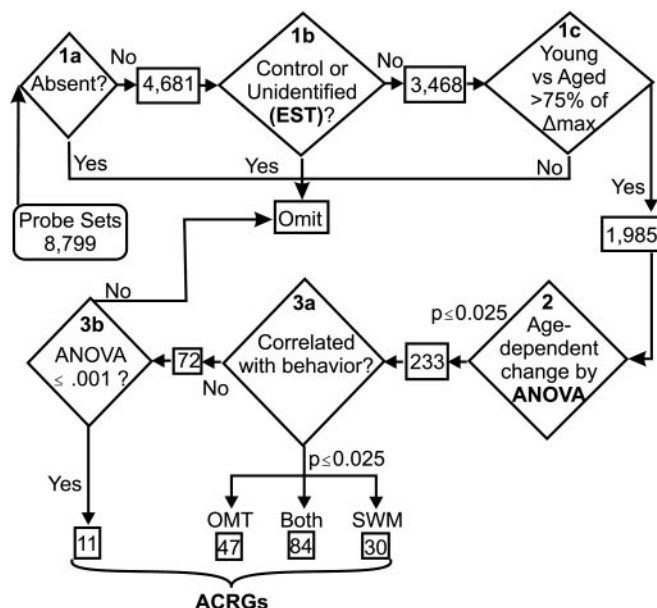 1a
Absent?
No
4,681
1b
Control or
Unidentified
(EST)?
No
3,468
1c
Young
vs Aged
>75% of
Δmax
Yes
Yes
No
Yes
Probe Sets
8,799
Omit
1,985
No
3b
ANOVA
≤ .001 ?
72
No
3a
Correlated
with behavior?
233
p≤0.025
2
Age-
dependent
change by
ANOVA
Yes
p≤0.025
OMT
Both
SWM
11
47
84
30
ACRGs